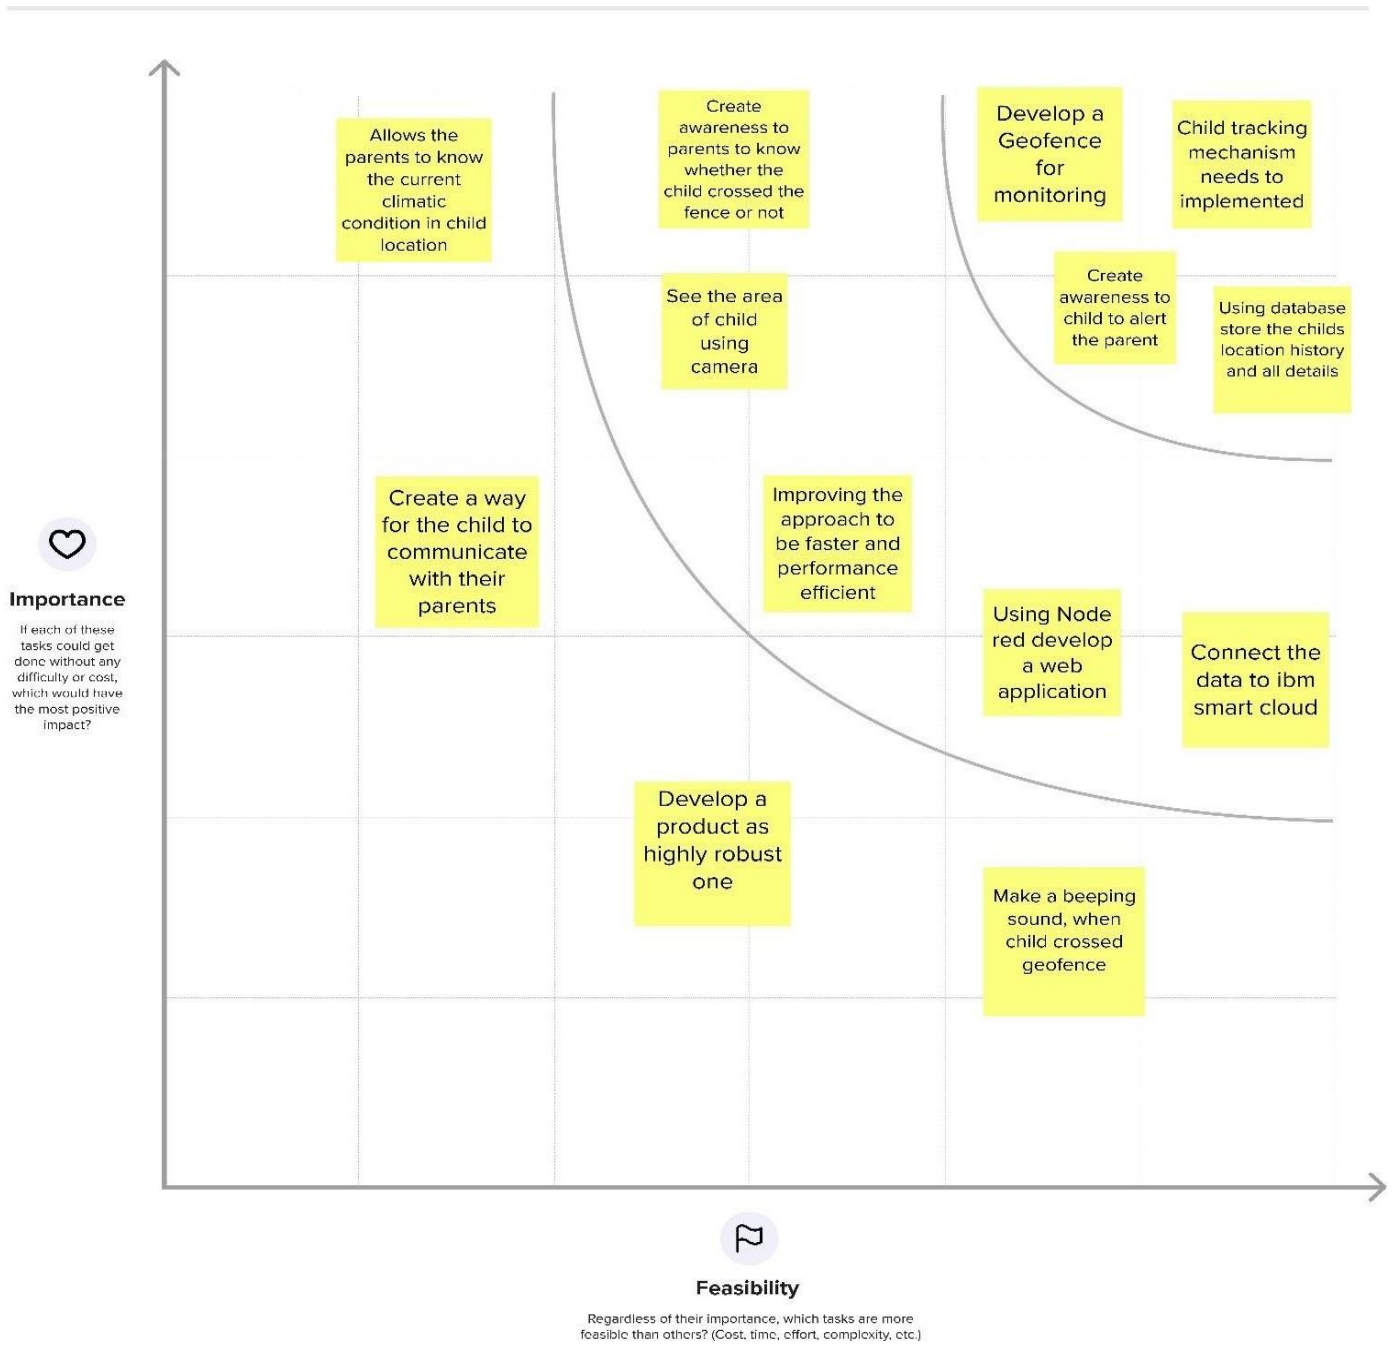 Allows the
parents to know
the current
climatic
condition in child
location
Create
awareness to
parents to know
whether the
child crossed the
fence or not
Develop a
Geofence
for
monitoring
Child tracking
mechanism
needs to
implemented
See the area
of child
using
camera
Create
awareness to
child to alert
the parent
Using database
store the childs
location history
and all details
Create a way
for the child to
communicate
with their
parents
Improving the
approach to
be faster and
performance
efficient
Using Node
red develop
a web
application
Connect the
data to ibm
smart cloud
Importance
If each of these
tasks could get
done without any
difficulty or cost,
which would have
the most positive
impact?
Develop a
product as
highly robust
one
Make a beeping
sound, when
child crossed
geofence
Feasibility
Regardless of their importance, which tasks are more
feasible than others? (Cost, time, effort, complexity, etc.)